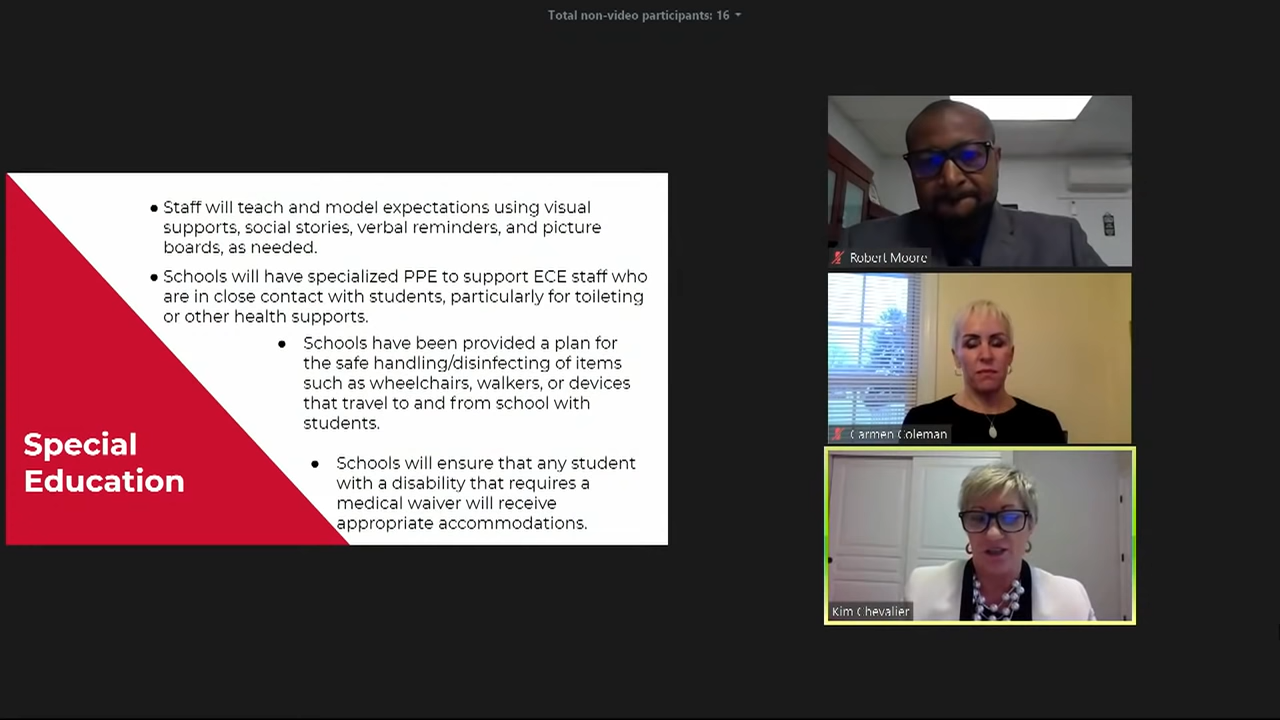 Total non-video participants: 16
• Staff will teach and model expectations using visual
supports, social stories, verbal reminders, and picture
boards, as needed.
• Schools will have specialized PPE to support ECE staff who
are in close contact with students, particularly for toileting
or other health supports.
• Schools have been provided a plan for
the safe handling/disinfecting of items
such as wheelchairs, walkers, or devices
that travel to and from school with
students.
• Schools will ensure that any student
with a disability that requires a
medical waiver will receive
appropriate accommodations.
Special
Education
Robert Moore
Carmen Coleman
Kim Chevalier